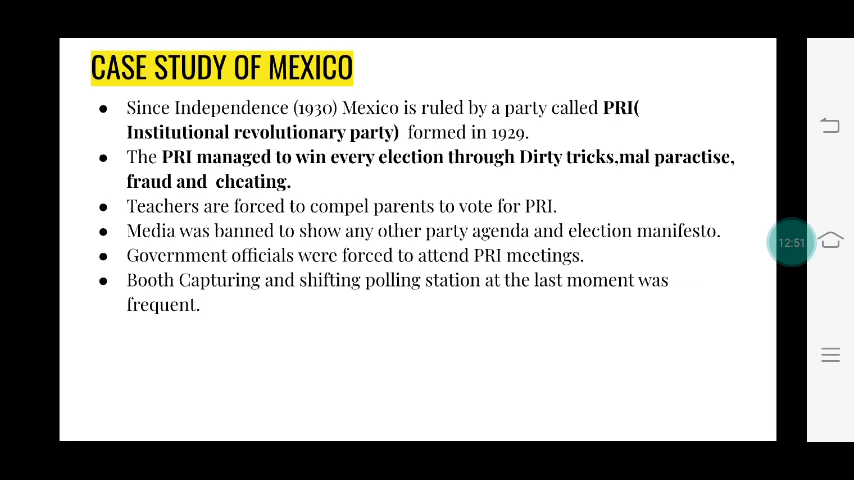 CASE STUDY OF MEXICO
● Since Independence (1930) Mexico is ruled by a party called PRI(
Institutional revolutionary party) formed in 1929.
● The PRI managed to win every election through Dirty tricks,mal paractise,
fraud and cheating.
● Teachers are forced to compel parents to vote for PRI.
● Media was banned to show any other party agenda and election manifesto.
● Government officials were forced to attend PRI meetings.
● Booth Capturing and shifting polling station at the last moment was
frequent.
12:51